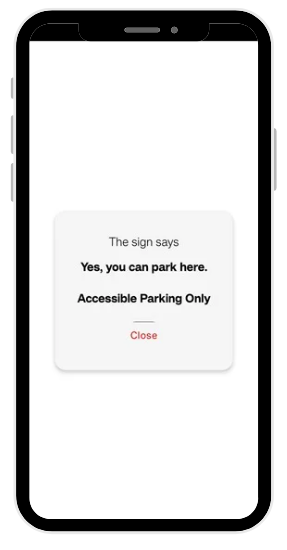 The sign says
Yes, you can park here.
Accessible Parking Only
Close